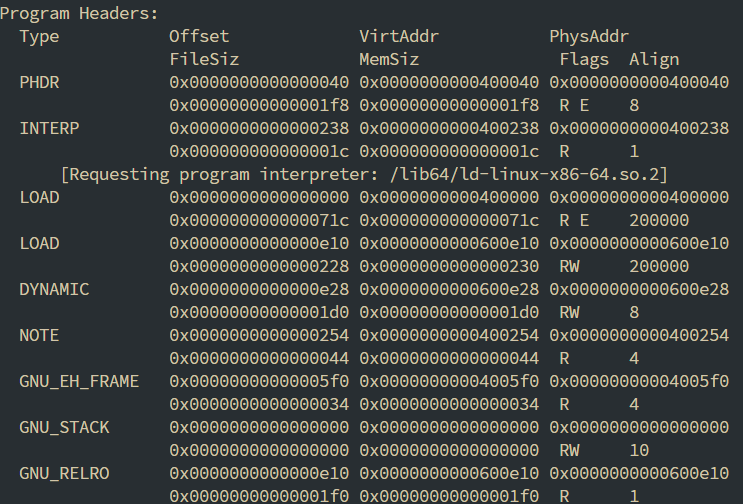 Program Headers:
  Type           Offset             VirtAddr           PhysAddr
                 FileSiz            MemSiz              Flags  Align
  PHDR           0x0000000000000040 0x0000000000400040 0x0000000000400040
                 0x00000000000001f8 0x00000000000001f8  R E    8
  INTERP         0x0000000000000238 0x0000000000400238 0x0000000000400238
                 0x000000000000001c 0x000000000000001c  R      1
      [Requesting program interpreter: /lib64/ld-linux-x86-64.so.2]
  LOAD           0x0000000000000000 0x0000000000400000 0x0000000000400000
                 0x000000000000071c 0x000000000000071c  R E    200000
  LOAD           0x0000000000000e10 0x0000000000600e10 0x0000000000600e10
                 0x0000000000000228 0x0000000000000230  RW     200000
  DYNAMIC        0x0000000000000e28 0x0000000000600e28 0x0000000000600e28
                 0x00000000000001d0 0x00000000000001d0  RW     8
  NOTE           0x0000000000000254 0x0000000000400254 0x0000000000400254
                 0x0000000000000044 0x0000000000000044  R      4
  GNU_EH_FRAME   0x00000000000005f0 0x00000000004005f0 0x00000000004005f0
                 0x0000000000000034 0x0000000000000034  R      4
  GNU_STACK      0x0000000000000000 0x0000000000000000 0x0000000000000000
                 0x0000000000000000 0x0000000000000000  RW     10
  GNU_RELRO      0x0000000000000e10 0x0000000000600e10 0x0000000000600e10
                 0x00000000000001f0 0x00000000000001f0  R      1